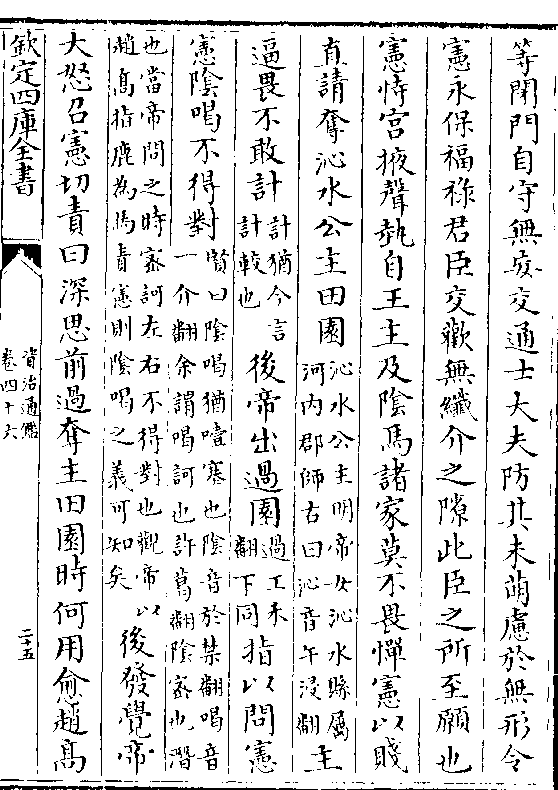 等閉門自守無妄交通士大夫防其未萌慮於無形令
憲永保福祿君臣交歡無纖介之隙此臣之所至願也
憲恃宮掖聲埶自王主及陰馬諸家莫不畏憚憲以賤
直請奪沁水公主田園
沁水公主明帝女沁水縣屬
河内郡師古曰沁音午浸翻
主
逼畏不敢計
計猶今言
計較也
後帝出過園
過工禾
翻下同
指以問憲
憲陰喝不得對
賢曰陰喝猶噎塞也陰音於禁翻喝音
一介翻余謂喝訶也許葛翻陰宻也潛
也當帝問之時宻訶左右不得對也觀帝以
趙髙指鹿為馬責憲則陰喝之義可知矣
後發覺帝
大怒召憲切責曰深思前過奪主田園時何用愈趙髙
欽定四庫全書
資治通鑑
卷四十六
二十五